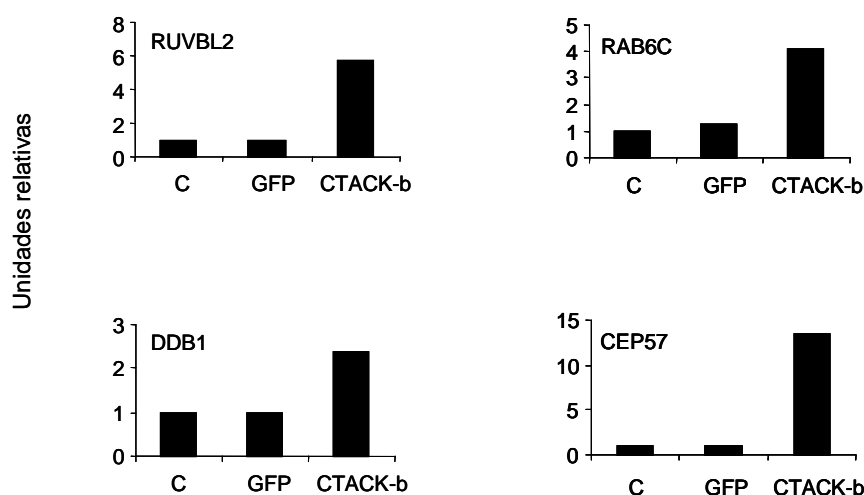 Unidades relativas
RUVBL2
8
6
4
2
0
C GFP CTACK-b
RAB6C
5
4
3
2
1
0
C GFP CTACK-b
DDB1
3
2
1
0
C GFP CTACK-b
CEP57
15
10
5
0
C GFP CTACK-b